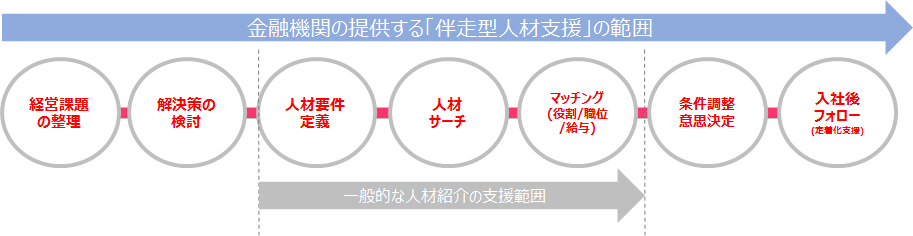 金融機関の提供する「伴走型人材支援」の範囲
経営課題
の整理
解決策の
検討
人材要件
定義
人材
サーチ
マッチング
(役割/職位
/給与)
条件調整
意思決定
入社後
フォロー
(定着化支援)
一般的な人材紹介の支援範囲